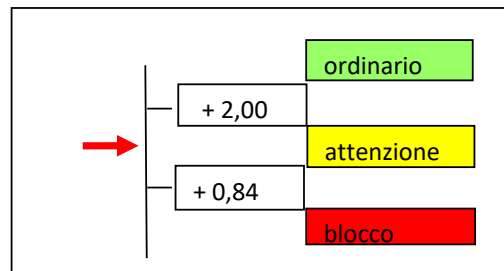 ordinario
+ 2,00
attenzione
+ 0,84
blocco